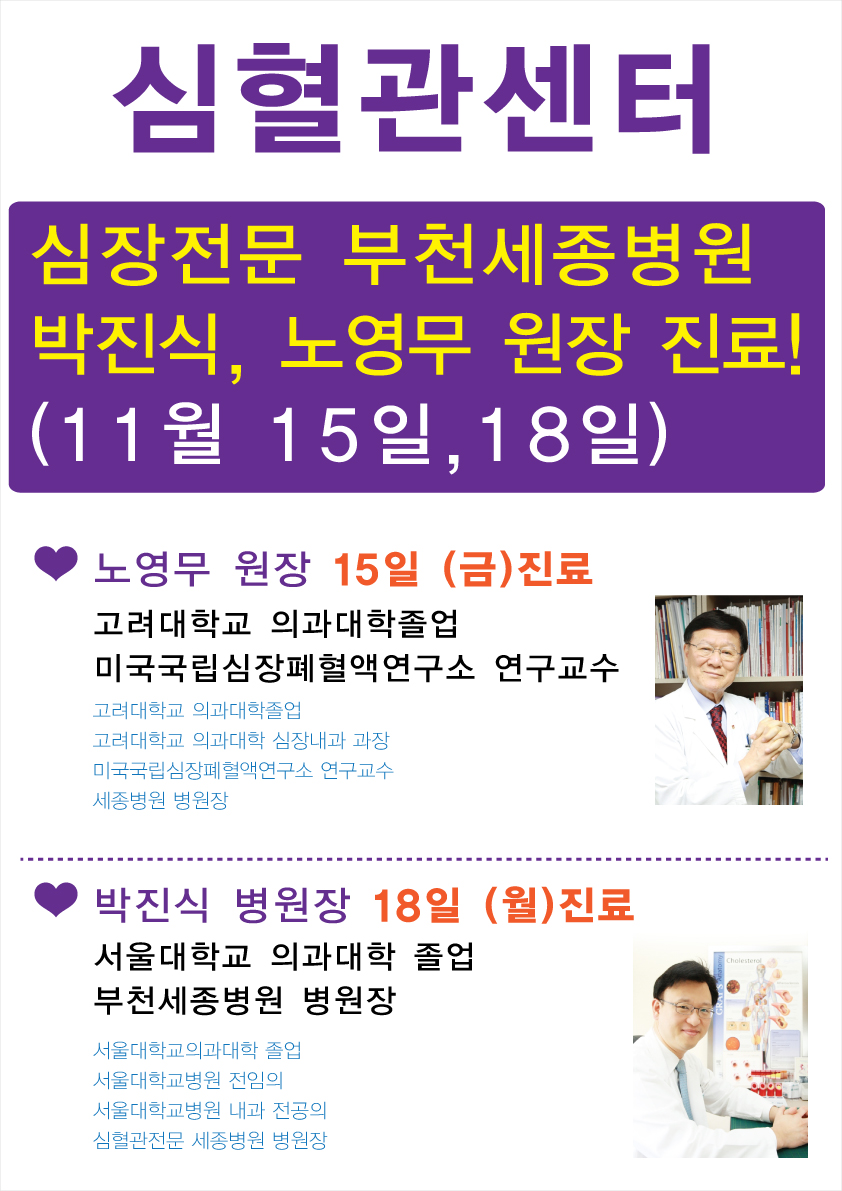 심혈관센터
심장전문 부천세종병원
박진식, 노영무 원장 진료!
(11월 15일,18일)
노영무 원장 15일 (금)진료
고려대학교 의과대학졸업
미국국립심장폐혈액연구소 연구교수
고려대학교 의과대학졸업
고려대학교 의과대학 심장내과 과장
미국국립심장폐혈액연구소 연구교수
세종병원 병원장
박진식 병원장 18일 (월)진료
서울대학교 의과대학 졸업
부천세종병원 병원장
Cholesterol
GRAY'S
서울대학교의과대학 졸업
서울대학교병원 전임의
서울대학교병원 내과 전공의
심혈관전문 세종병원 병원장